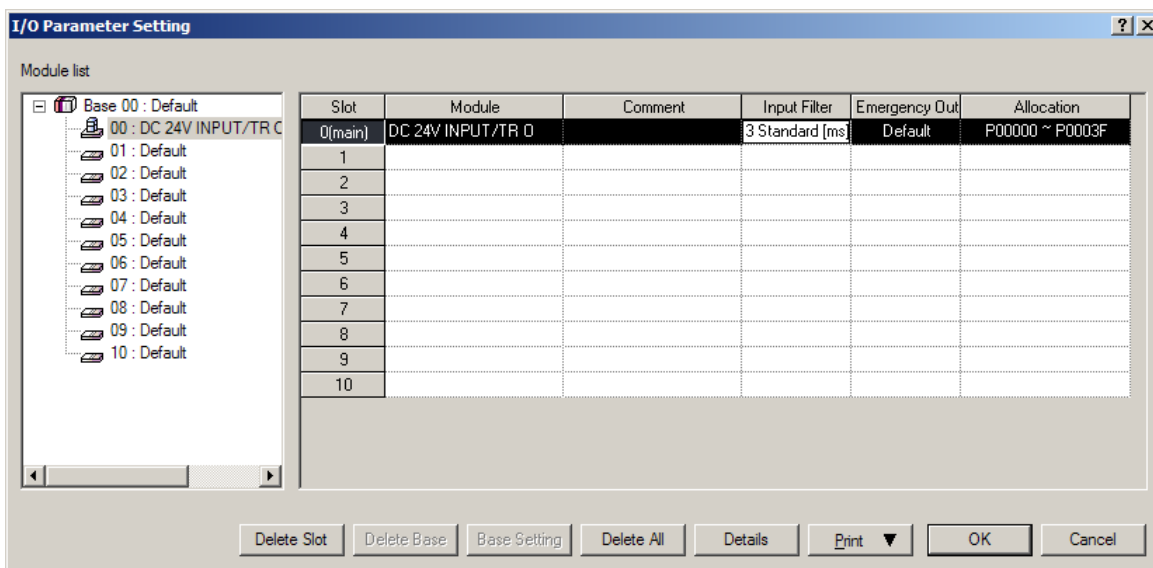 I/O Parameter Setting
Module list
Base 00 : Default
00 : DC 24V INPUT/TR O
01 : Default
02 : Default
03 : Default
04 : Default
05 : Default
06 : Default
07 : Default
08 : Default
09 : Default
10 : Default
Slot Module Comment Input Filter Emergency Out Allocation
0(main) DC 24V INPUT/TR O 3 Standard [ms] Default P00000 ~ P0003F
1
2
3
4
5
6
7
8
9
10
Delete Slot Delete Base Base Setting Delete All Details Print ▼ OK Cancel